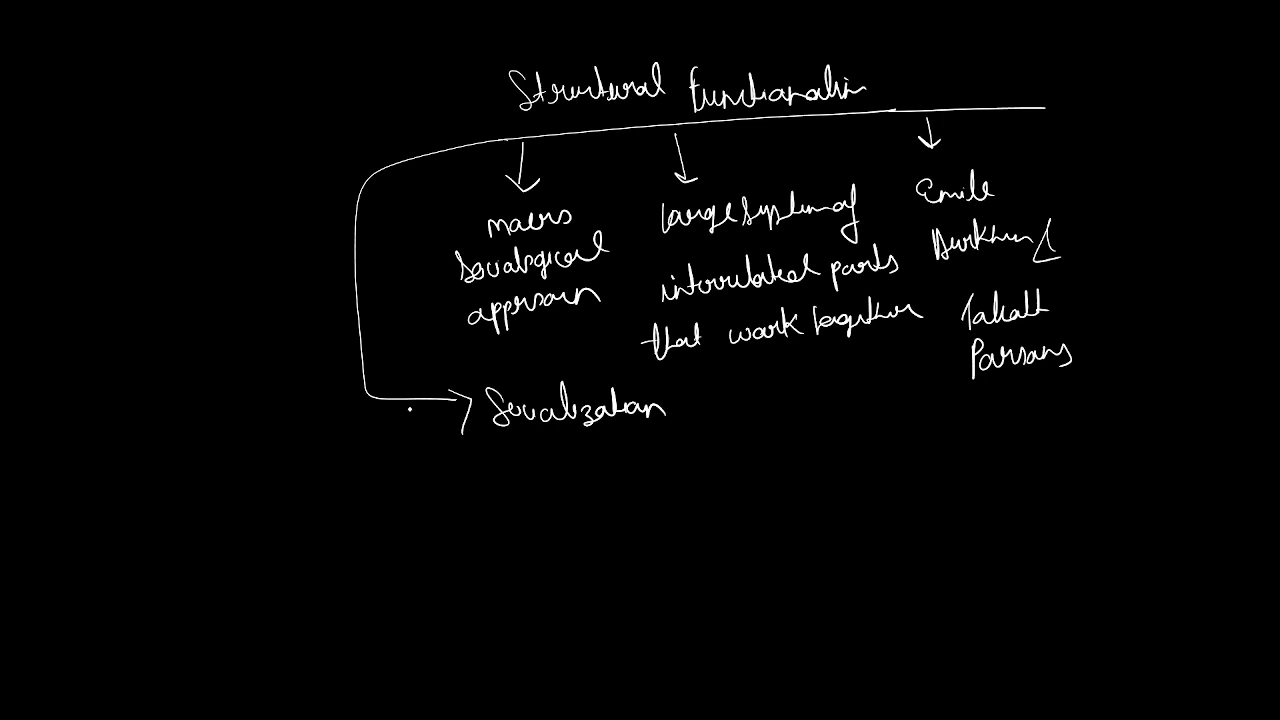 Structural Functionalism
macro
Sociological
approach
large system of
interrelated parts
that work together
Emile
Durkheim &
Talcott
Parsons
Socialization